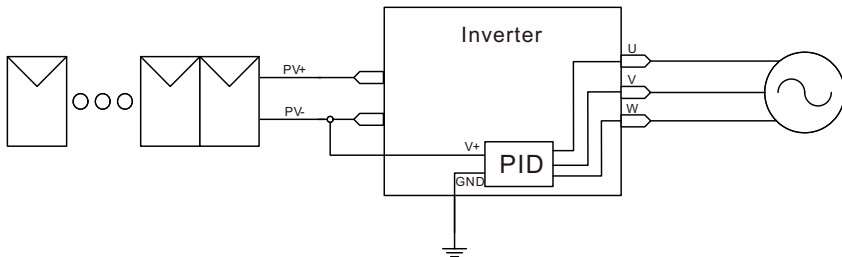 Inverter
PV+
PV-
V+
GND
PID
U
V
W